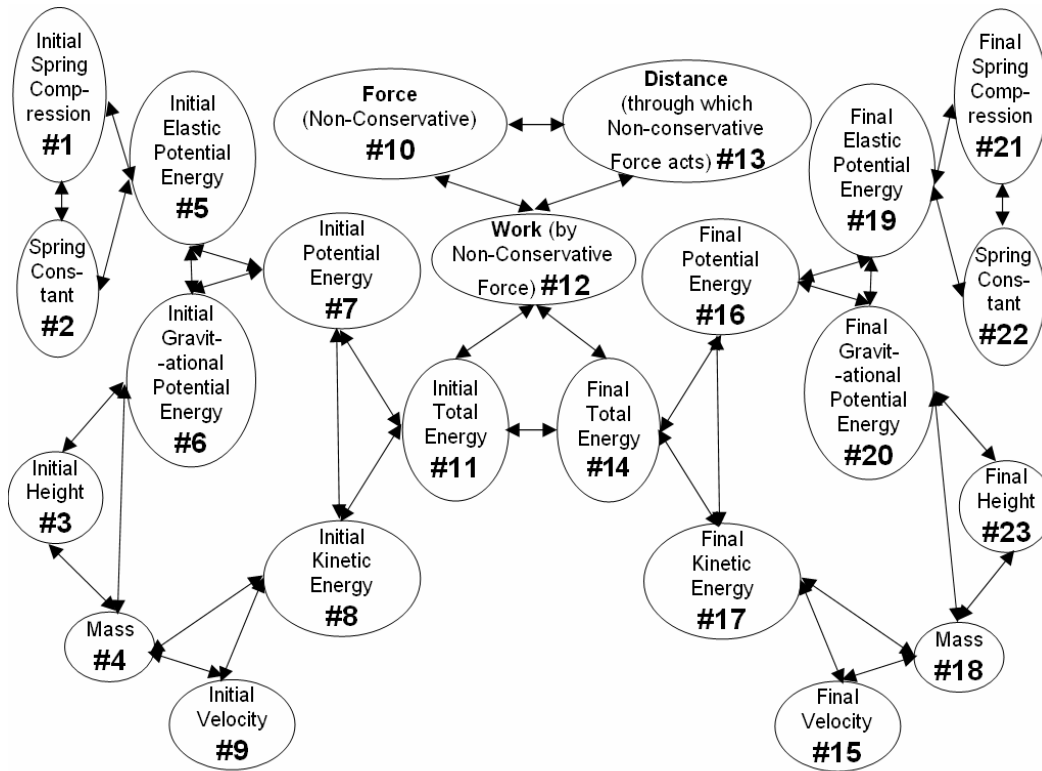 Initial
Spring
Comp-
ression
#1
Spring
Cons-
tant
#2
Initial
Elastic
Potential
Energy
#5
Initial
Gravit-
-ational
Potential
Energy
#6
Initial
Height
#3
Mass
#4
Initial
Velocity
#9
Initial
Potential
Energy
#7
Initial
Kinetic
Energy
#8
Force
(Non-Conservative)
#10
Distance
(through which
Non-conservative
Force acts) #13
Work (by
Non-Conservative
Force) #12
Initial
Total
Energy
#11
Final
Total
Energy
#14
Final
Potential
Energy
#16
Final
Kinetic
Energy
#17
Final
Velocity
#15
Mass
#18
Final
Elastic
Potential
Energy
#19
Final
Gravit-
-ational
Potential
Energy
#20
Final
Spring
Comp-
ression
#21
Spring
Cons-
tant
#22
Final
Height
#23